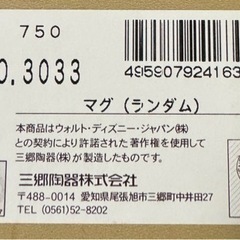 750
0.3033
495907924163
マグ(ランダム)
本商品はウォルト・ディズニー・ジャパン(株)
との契約により許諾された著作権を使用して
三郷陶器(株)が製造したものです。
三郷陶器株式会社
〒488-0014 愛知県尾張旭市三郷町中井田27
TEL (0561)52-8202